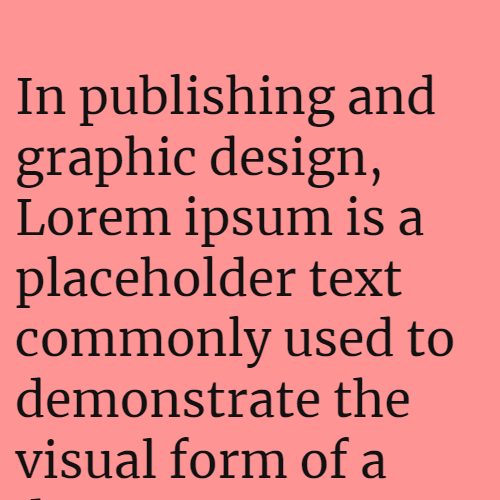 In publishing and
graphic design,
Lorem ipsum is a
placeholder text
commonly used to
demonstrate the
visual form of a